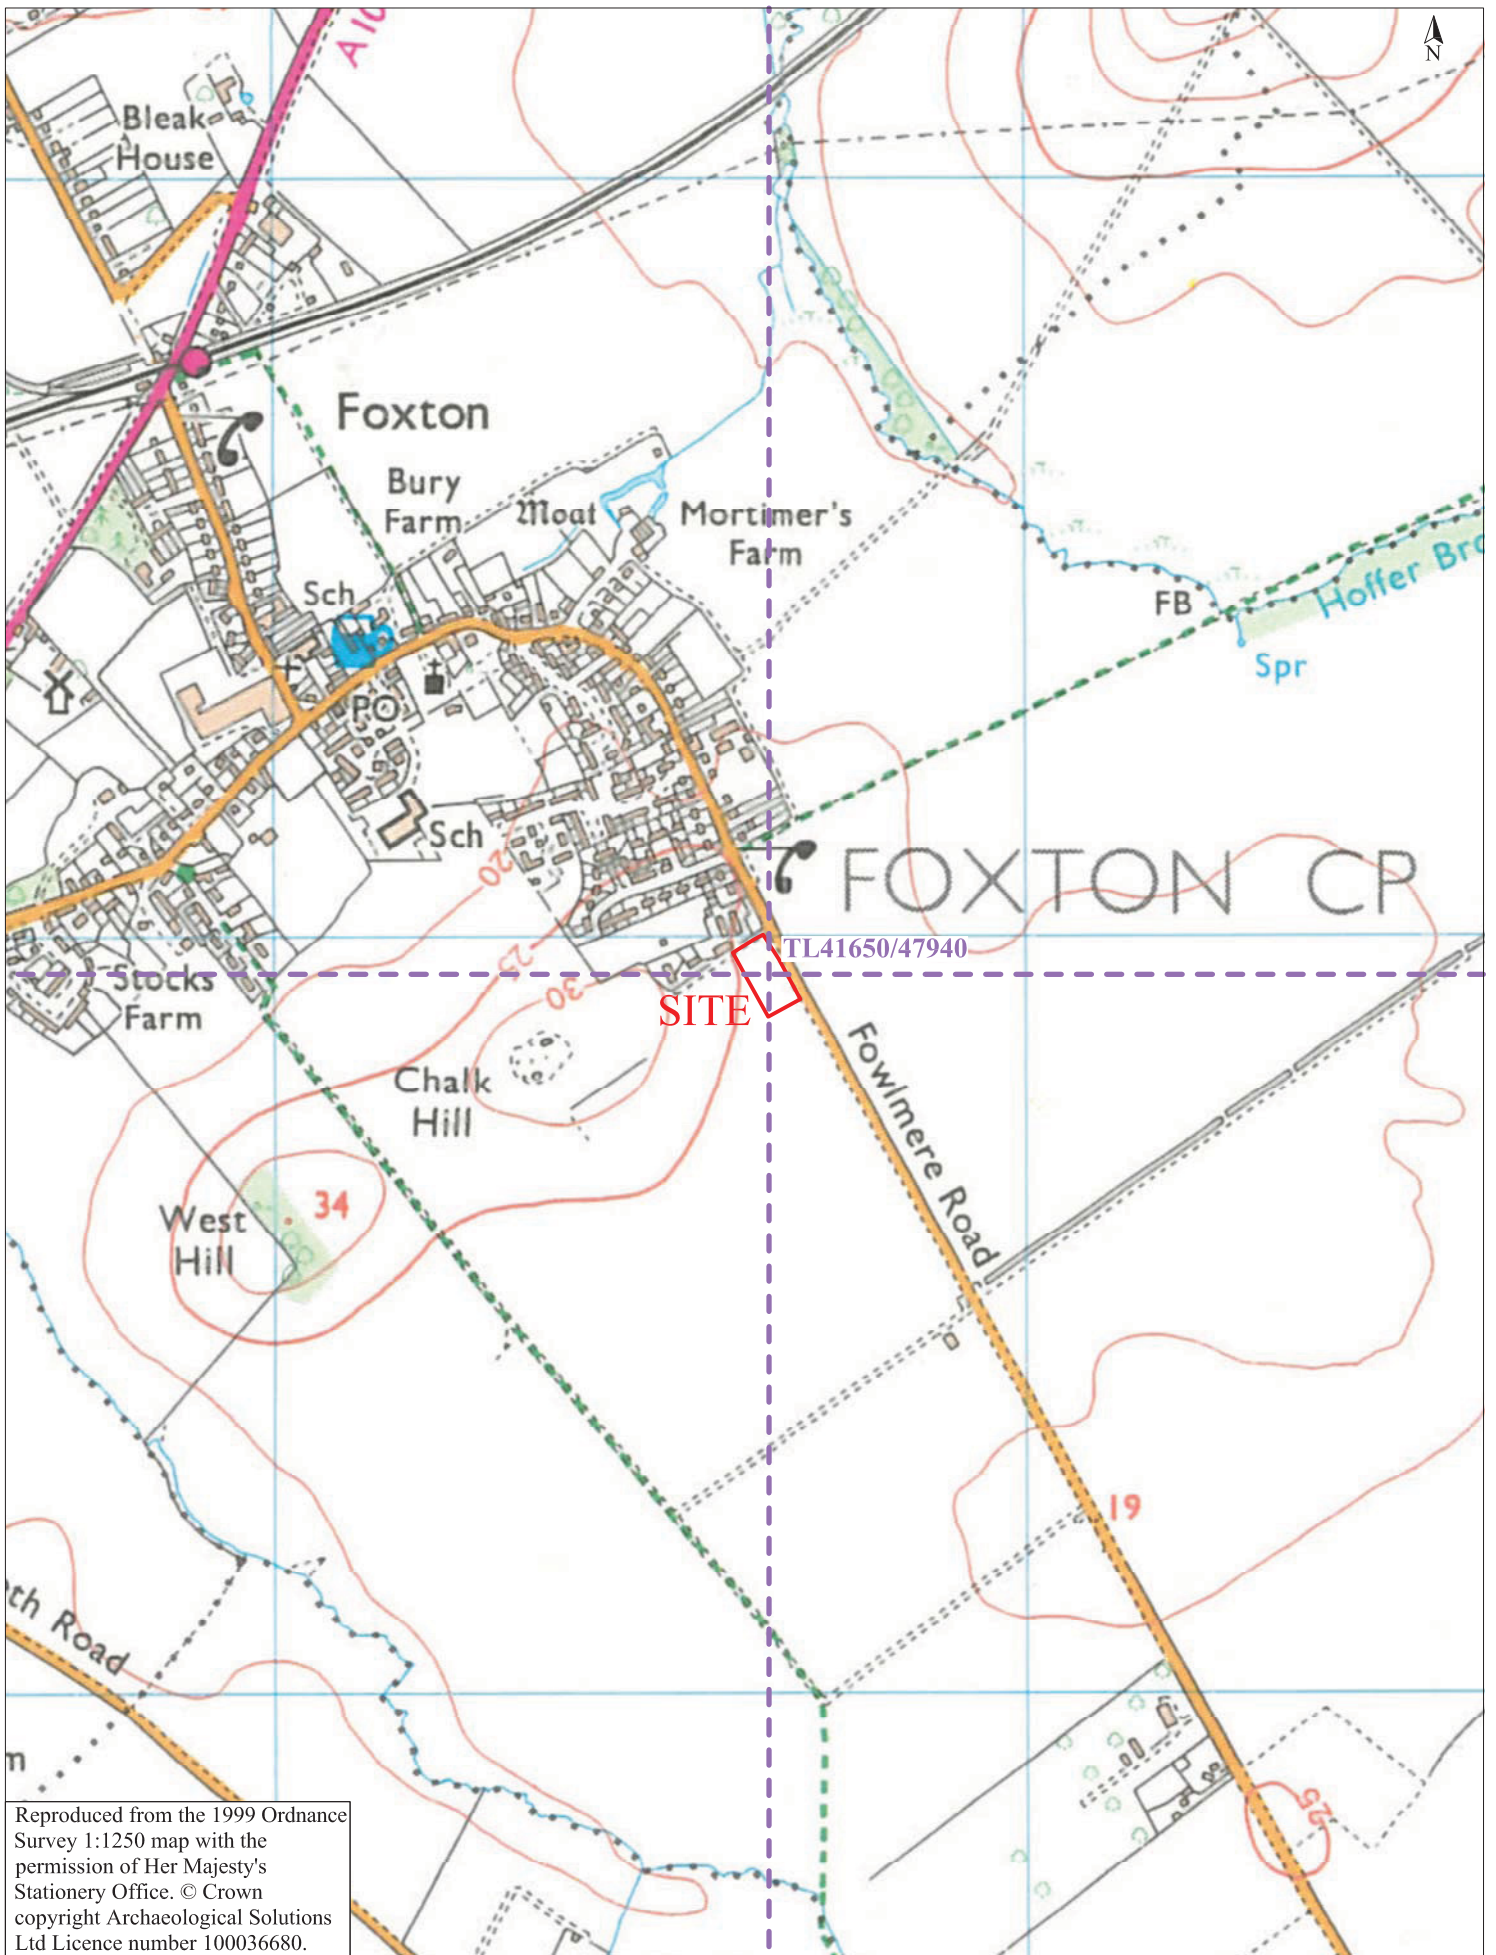 A10
N
Bleak
House
Foxton
Bury
Farm
Moat
Mortimer's
Farm
Sch
FB
Hoffer Bro
Spr
PO
Sch
20
FOXTON CP
TL41650/47940
25
30
SITE
Stocks
Farm
Chalk
Hill
Fowlmere Road
34
West
Hill
19
oth Road
m
25
Reproduced from the 1999 Ordnance
Survey 1:1250 map with the
permission of Her Majesty's
Stationery Office. © Crown
copyright Archaeological Solutions
Ltd Licence number 100036680.